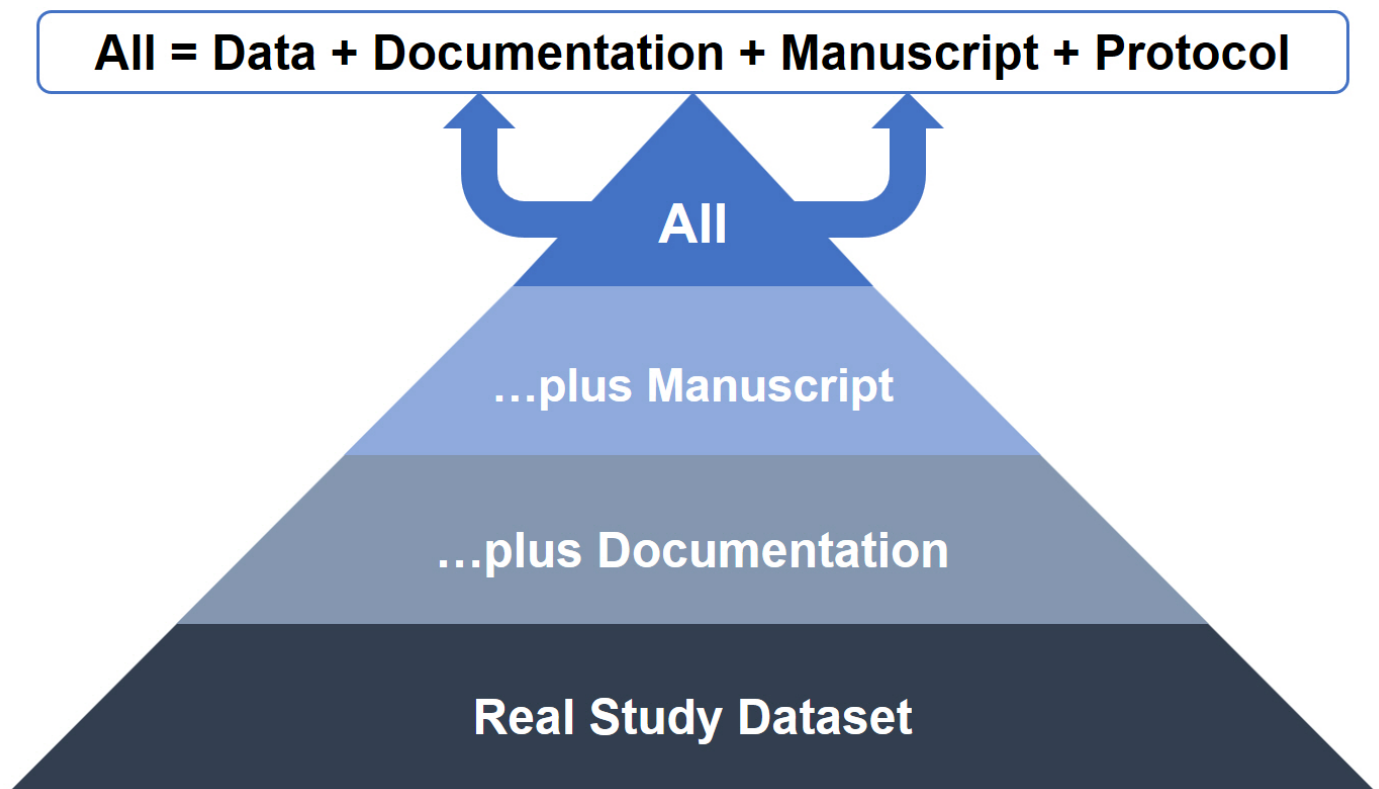 All = Data + Documentation + Manuscript + Protocol
All
…plus Manuscript
…plus Documentation
Real Study Dataset